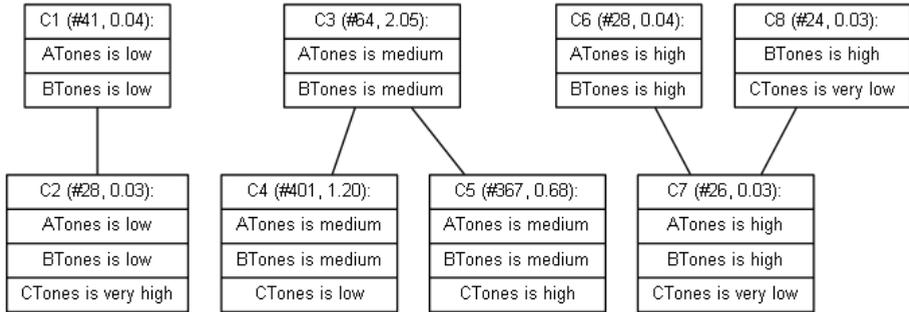 C1 (#41, 0.04):
ATones is low
BTones is low
C3 (#64, 2.05):
ATones is medium
BTones is medium
C6 (#28, 0.04):
ATones is high
BTones is high
C8 (#24, 0.03):
BTones is high
CTones is very low
C2 (#28, 0.03):
ATones is low
BTones is low
CTones is very high
C4 (#401, 1.20):
ATones is medium
BTones is medium
CTones is low
C5 (#367, 0.68):
ATones is medium
BTones is medium
CTones is high
C7 (#26, 0.03):
ATones is high
BTones is high
CTones is very low